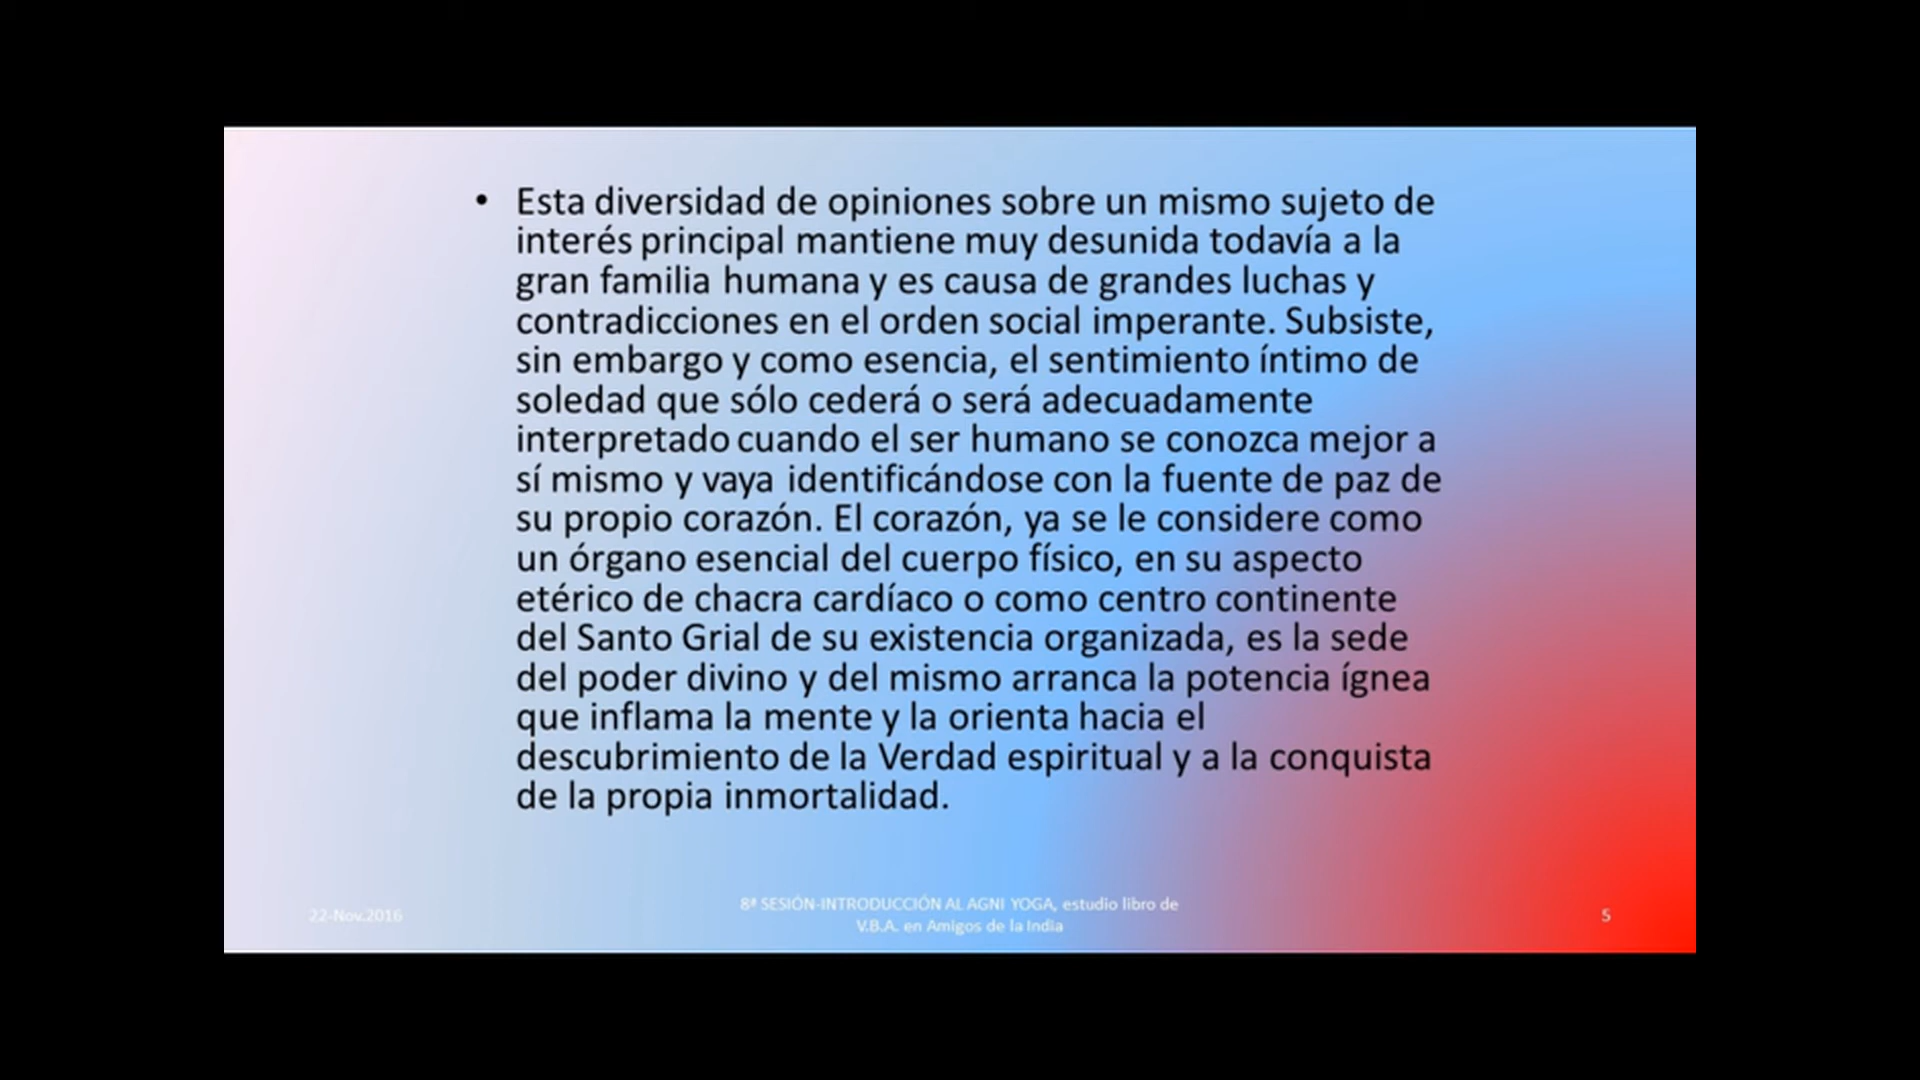 • Esta diversidad de opiniones sobre un mismo sujeto de
interés principal mantiene muy desunida todavía a la
gran familia humana y es causa de grandes luchas y
contradicciones en el orden social imperante. Subsiste,
sin embargo y como esencia, el sentimiento íntimo de
soledad que sólo cederá o será adecuadamente
interpretado cuando el ser humano se conozca mejor a
sí mismo y vaya identificándose con la fuente de paz de
su propio corazón. El corazón, ya se le considere como
un órgano esencial del cuerpo físico, en su aspecto
etérico de chacra cardíaco o como centro continente
del Santo Grial de su existencia organizada, es la sede
del poder divino y del mismo arranca la potencia ígnea
que inflama la mente y la orienta hacia el
descubrimiento de la Verdad espiritual y a la conquista
de la propia inmortalidad.
22-Nov.2016
8ª SESIÓN-INTRODUCCIÓN AL AGNI YOGA, estudio libro de
V.B.A. en Amigos de la India
5